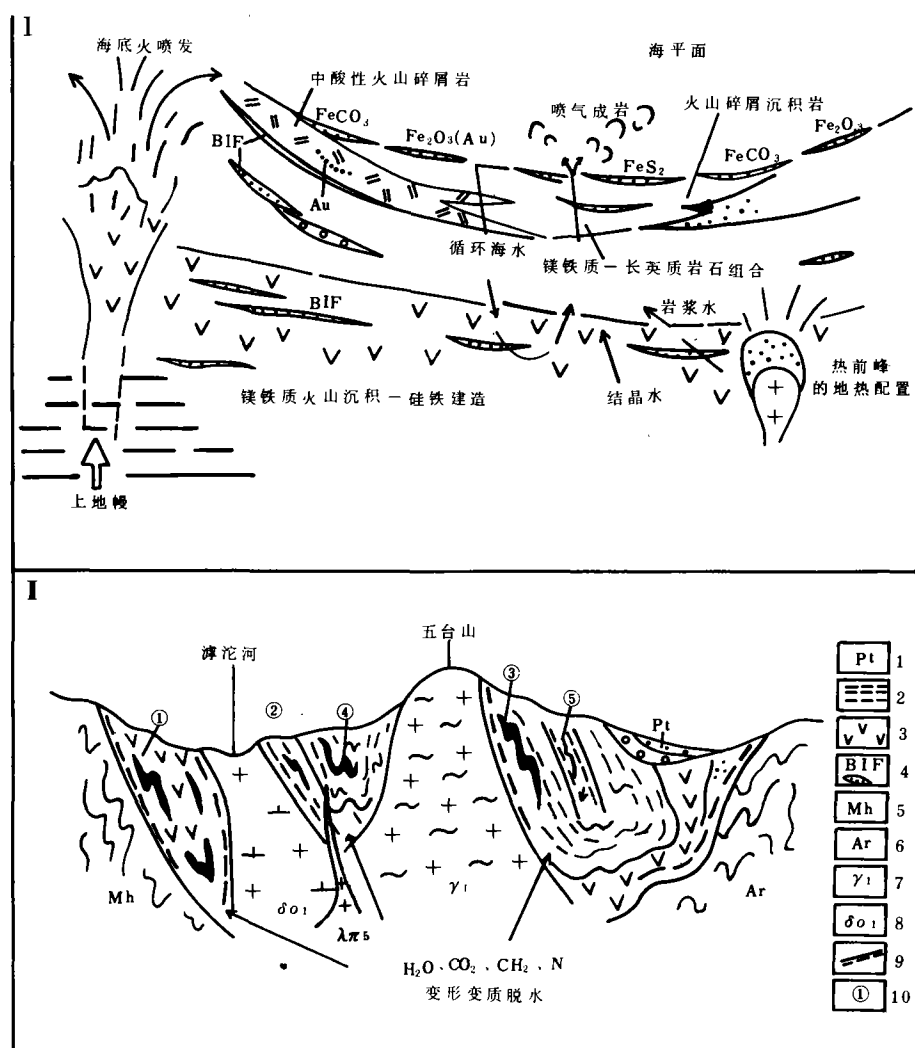 I
海底火喷发
海平面
中酸性火山碎屑岩
喷气成岩
火山碎屑沉积岩
FeCO₃
Fe₂O₃
BIF
Fe₂O₃(Au)
FeS₂
FeCO₃
Au
循环海水
镁铁质-长英质岩石组合
BIF
岩浆水
热前峰
的地热配置
镁铁质火山沉积-硅铁建造
结晶水
上地幔
I
五台山
滹沱河
① ② ④ ③ ⑤
Pt
Mh
δo₁
λπ₅
γ₁
Ar
H₂O、CO₂、CH₂、N
变形变质脱水
Pt 1
2
3
BIF 4
Mh 5
Ar 6
γ₁ 7
δo₁ 8
9
① 10